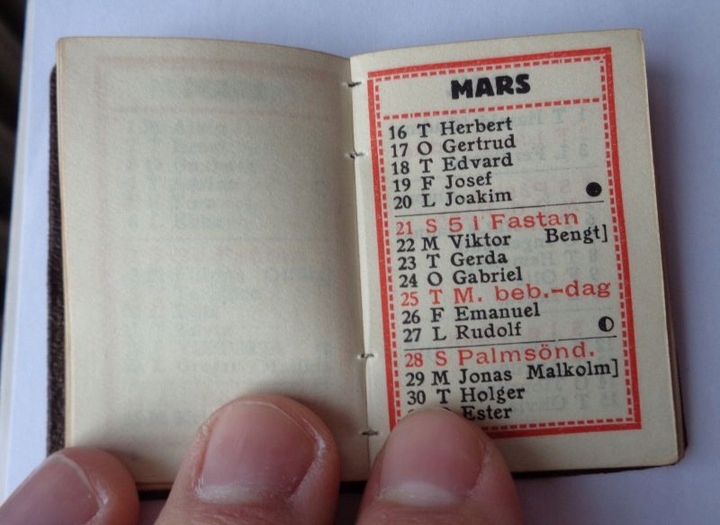 MARS
16 T Herbert
17 O Gertrud
18 T Edvard
19 F Josef
20 L Joakim
21 S 5 i Fastan
22 M Viktor Bengt]
23 T Gerda
24 O Gabriel
25 T M. beb.-dag
26 F Emanuel
27 L Rudolf
28 S Palmsönd.
29 M Jonas Malkolm]
30 T Holger
Ester